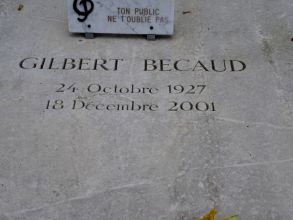 TON PUBLIC
NE T'OUBLIE PAS
GILBERT BECAUD
24 Octobre 1927
18 Décembre 2001